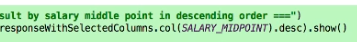 sult by salary middle point in descending order ===")
responseWithSelectedColumns.col(SALARY_MIDPOINT).desc).show()